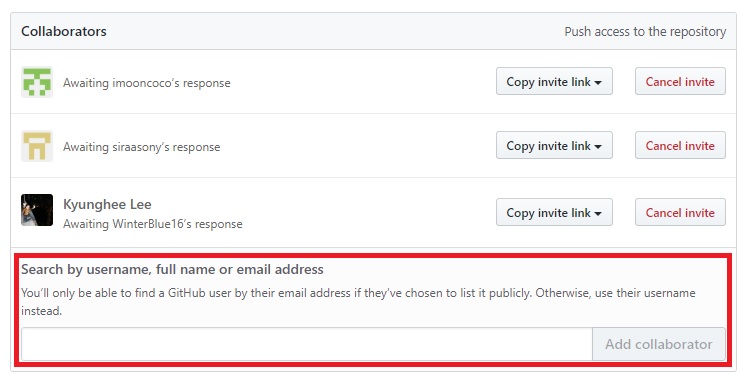 Collaborators Push access to the repository
Awaiting imooncoco's response Copy invite link Cancel invite
Awaiting siraasony's response Copy invite link Cancel invite
Kyunghee Lee
Awaiting WinterBlue16's response Copy invite link Cancel invite
Search by username, full name or email address
You'll only be able to find a GitHub user by their email address if they've chosen to list it publicly. Otherwise, use their username
instead.
Add collaborator